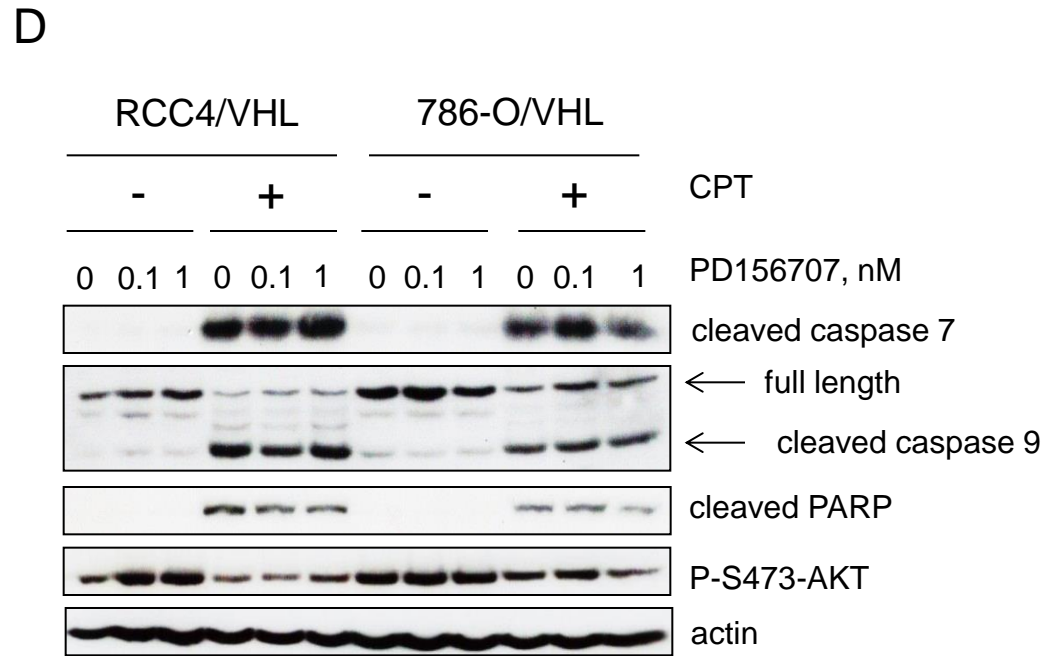 D
RCC4/VHL 786-O/VHL
- + - + CPT
0 0.1 1 0 0.1 1 0 0.1 1 0 0.1 1 PD156707, nM
cleaved caspase 7
full length
cleaved caspase 9
cleaved PARP
P-S473-AKT
actin